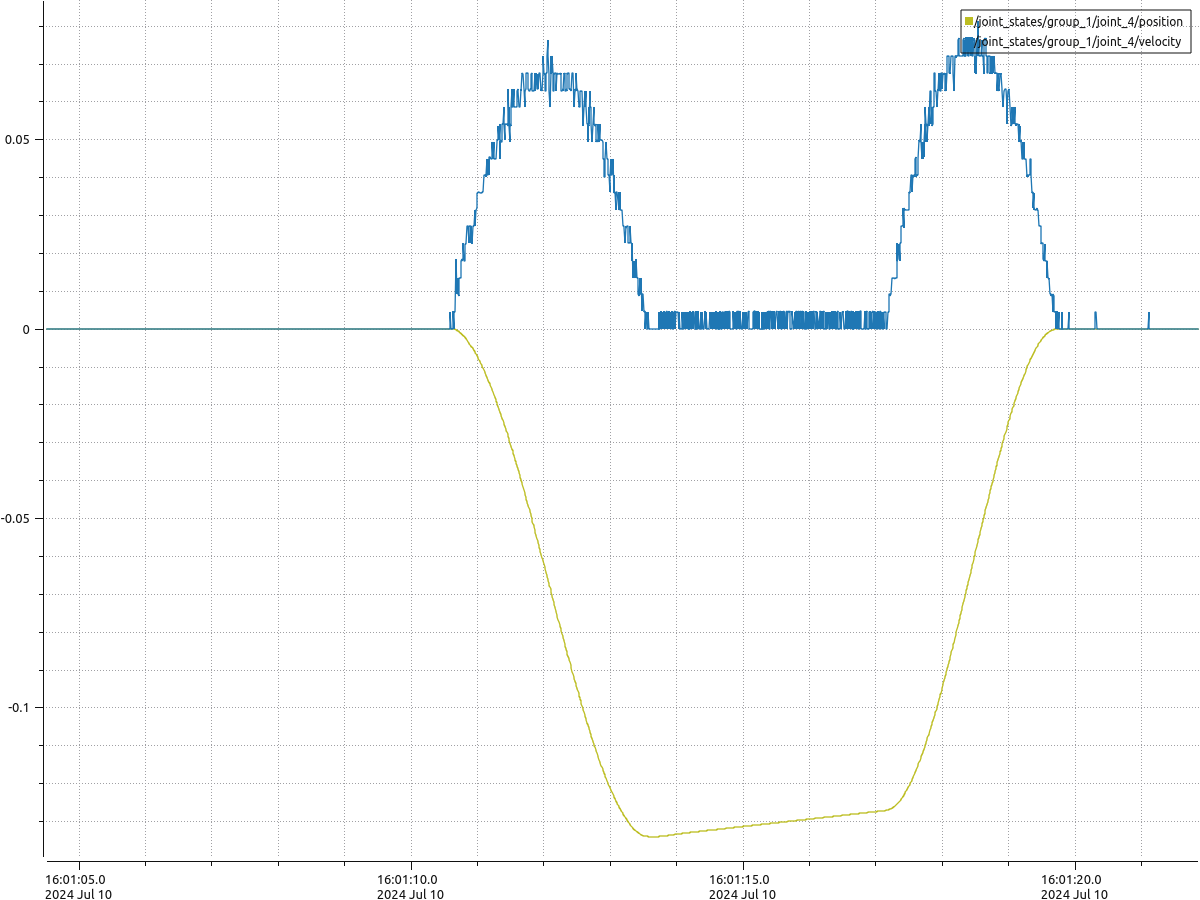 /joint_states/group_1/joint_4/position
/joint_states/group_1/joint_4/velocity
0.05
0
-0.05
-0.1
16:01:05.0
2024 Jul 10
16:01:10.0
2024 Jul 10
16:01:15.0
2024 Jul 10
16:01:20.0
2024 Jul 10